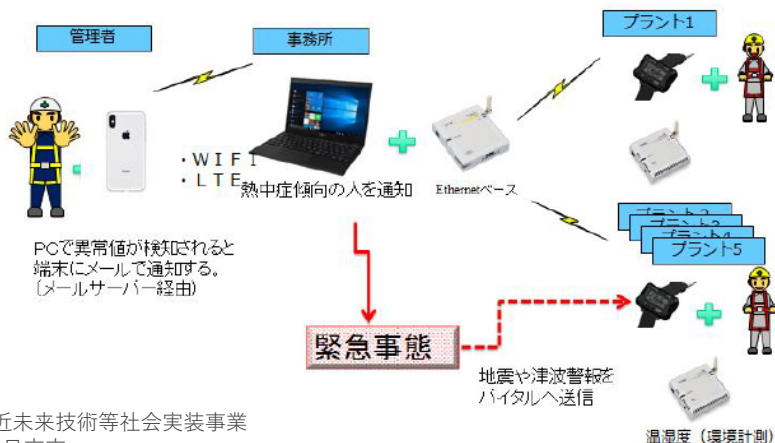 管理者
事務所
プラント1
・WIFI
・LTE
熱中症傾向の人を通知
Ethernetベース
PCで異常値が検知されると
端末にメールで通知する。
(メールサーバー経由)
プラント5
緊急事態
地震や津波警報を
バイタルへ送信
近未来技術等社会実装事業
温湿度（環境計測）